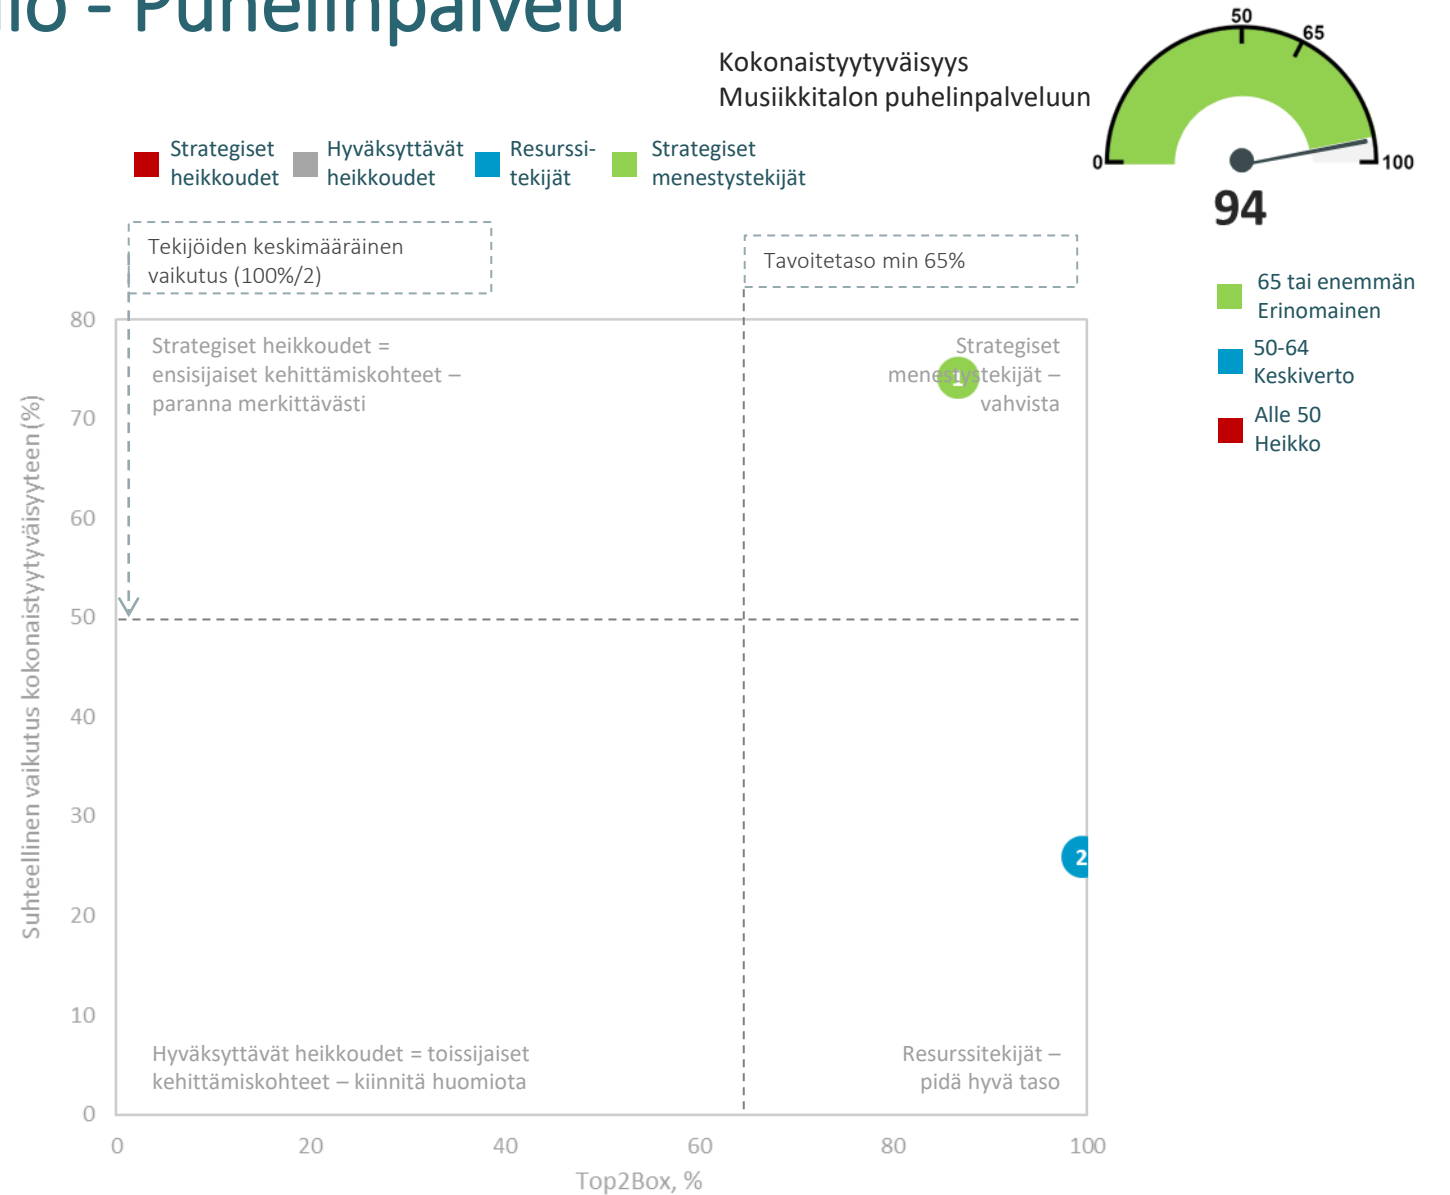 - Puhelinpalvelu
Kokonaistyytyväisyys
Musiikkitalon puhelinpalveluun
0
50
65
100
94
Strategiset
heikkoudet
Hyväksyttävät
heikkoudet
Resurssi-
tekijät
Strategiset
menestystekijät
Tekijöiden keskimääräinen
vaikutus (100%/2)
Tavoitetaso min 65%
65 tai enemmän
Erinomainen
50-64
Keskiverto
Alle 50
Heikko
Strategiset heikkoudet =
ensisijaiset kehittämiskohteet –
paranna merkittävästi
Strategiset
menestystekijät –
vahvista
1
2
Hyväksyttävät heikkoudet = toissijaiset
kehittämiskohteet – kiinnitä huomiota
Resurssitekijät –
pidä hyvä taso
Suhteellinen vaikutus kokonaistyytyväisyyteen (%)
80
70
60
50
40
30
20
10
0
0
20
40
60
80
100
Top2Box, %